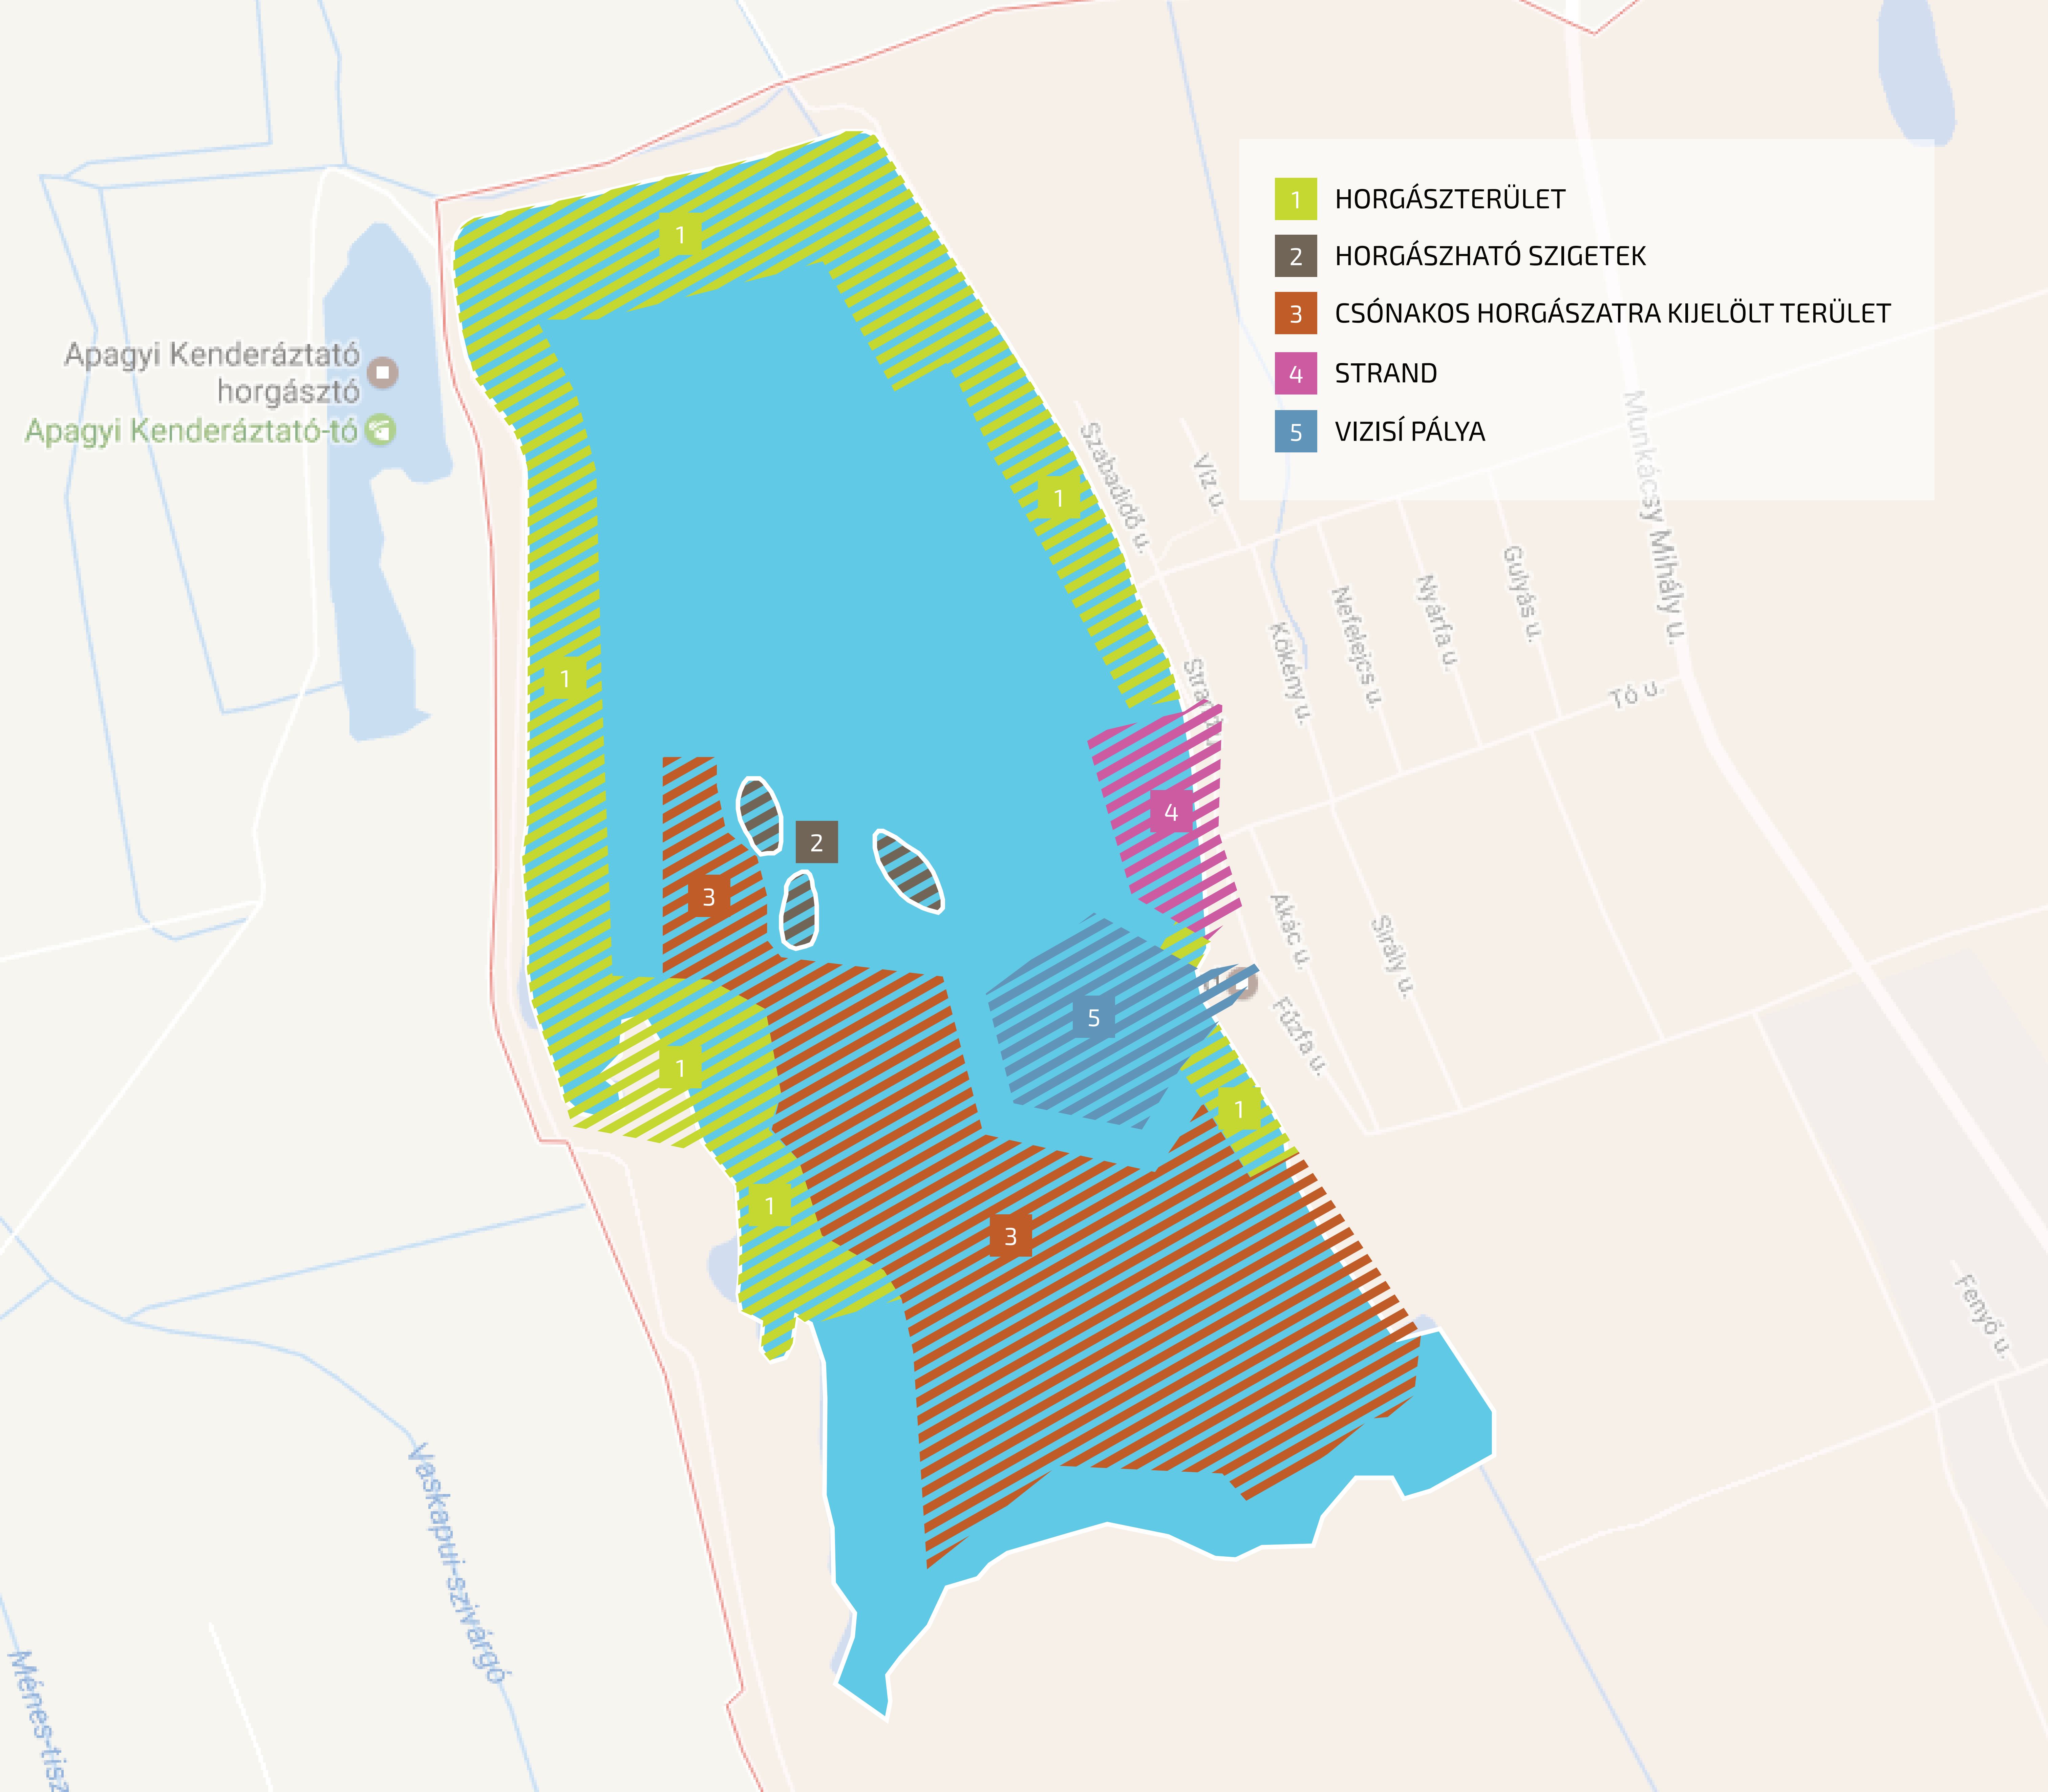 1 HORGÁSZTERÜLET
2 HORGÁSZHATÓ SZIGETEK
3 CSÓNAKOS HORGÁSZATRA KIJELÖLT TERÜLET
4 STRAND
5 VIZISÍ PÁLYA
1
Apagyi Kenderáztató
horgásztó
Apagyi Kenderáztató-tó
Szabadidő u.
Víz u.
Munkácsy Mihály u.
1
Gulyás u.
Nyárfa u.
Nefelejcs u.
Kökény u.
1
Tó u.
4
2
3
Akác u.
Sirály u.
5
Fűzfa u.
1
1
1
3
Fenyő u.
Vaskapui-szivárgó